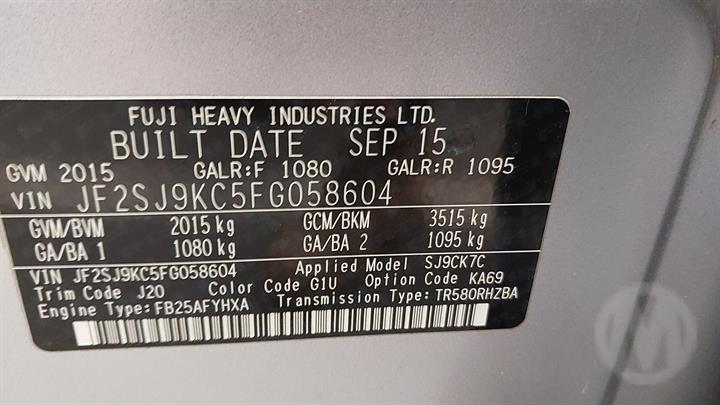 FUJI HEAVY INDUSTRIES LTD.
BUILT DATE SEP 15
GVM 2015 GALR:F 1080 GALR:R 1095
VIN JF2SJ9KC5FG058604
GVM/BVM 2015 kg GCM/BKM 3515 kg
GA/BA 1 1080 kg GA/BA 2 1095 kg
VIN JF2SJ9KC5FG058604 Applied Model SJ9CK7C
Trim Code J20 Color Code G1U Option Code KA69
Engine Type:FB25AFYHXA Transmission Type:TR580RHZBA
M